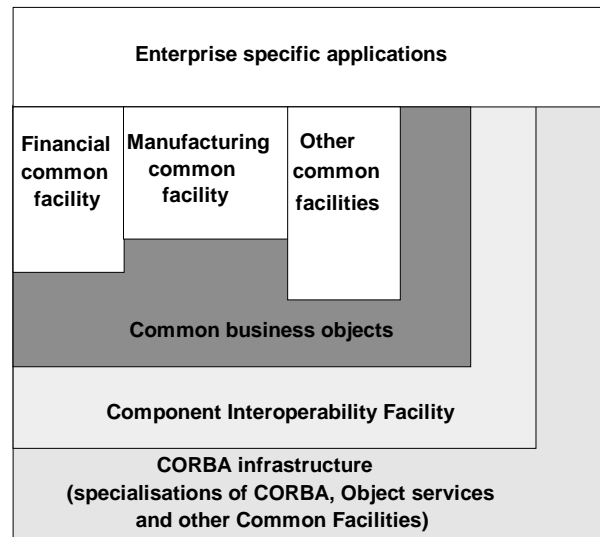 Enterprise specific applications
Financial
common
facility
Manufacturing
common
facility
Other
common
facilities
Common business objects
Component Interoperability Facility
CORBA infrastructure
(specialisations of CORBA, Object services
and other Common Facilities)